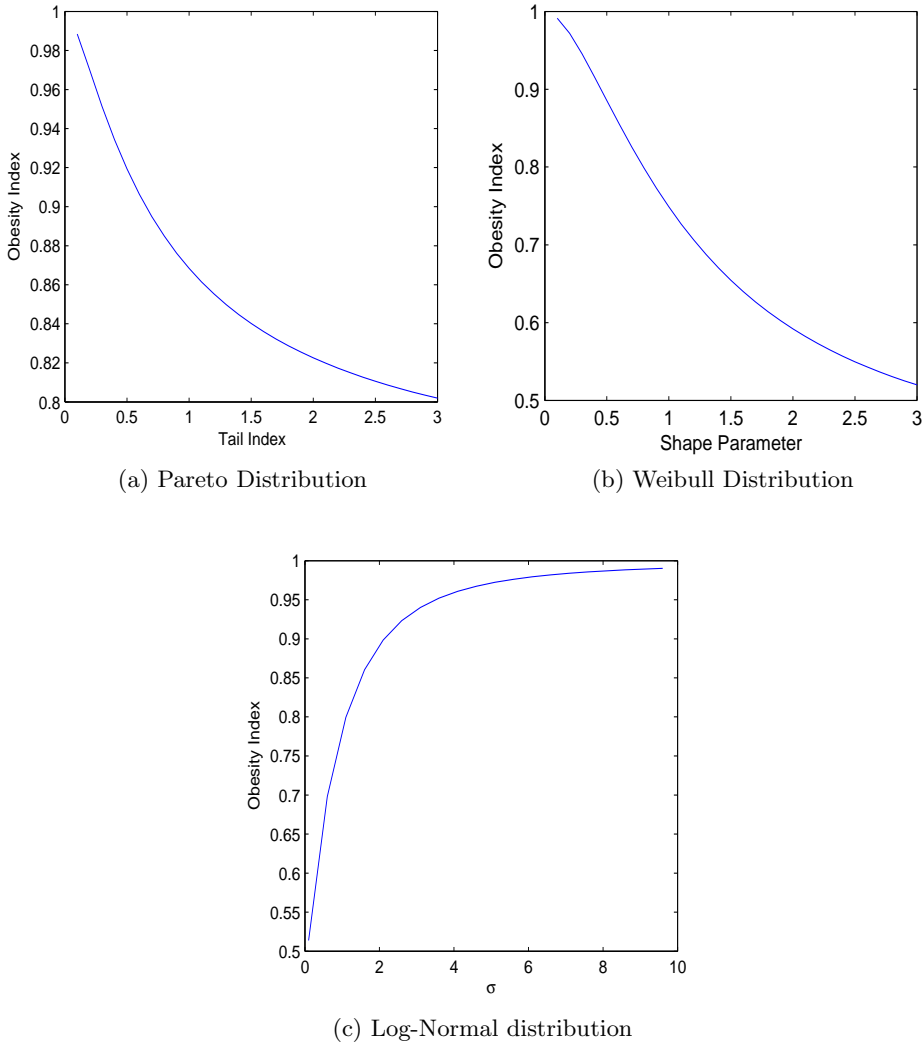 1
0.98
0.96
0.94
0.92
0.9
0.88
0.86
0.84
0.82
0.8
0 0.5 1 1.5 2 2.5 3
Obesity Index
Tail Index
(a) Pareto Distribution
1
0.9
0.8
0.7
0.6
0.5
0 0.5 1 1.5 2 2.5 3
Obesity Index
Shape Parameter
(b) Weibull Distribution
1
0.95
0.9
0.85
0.8
0.75
0.7
0.65
0.6
0.55
0.5
0 2 4 6 8 10
Obesity Index
σ
(c) Log-Normal distribution